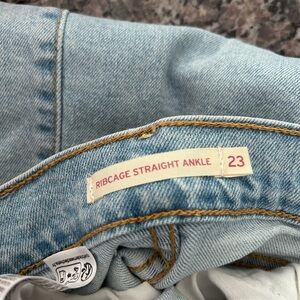 RIBCAGE STRAIGHT ANKLE 23